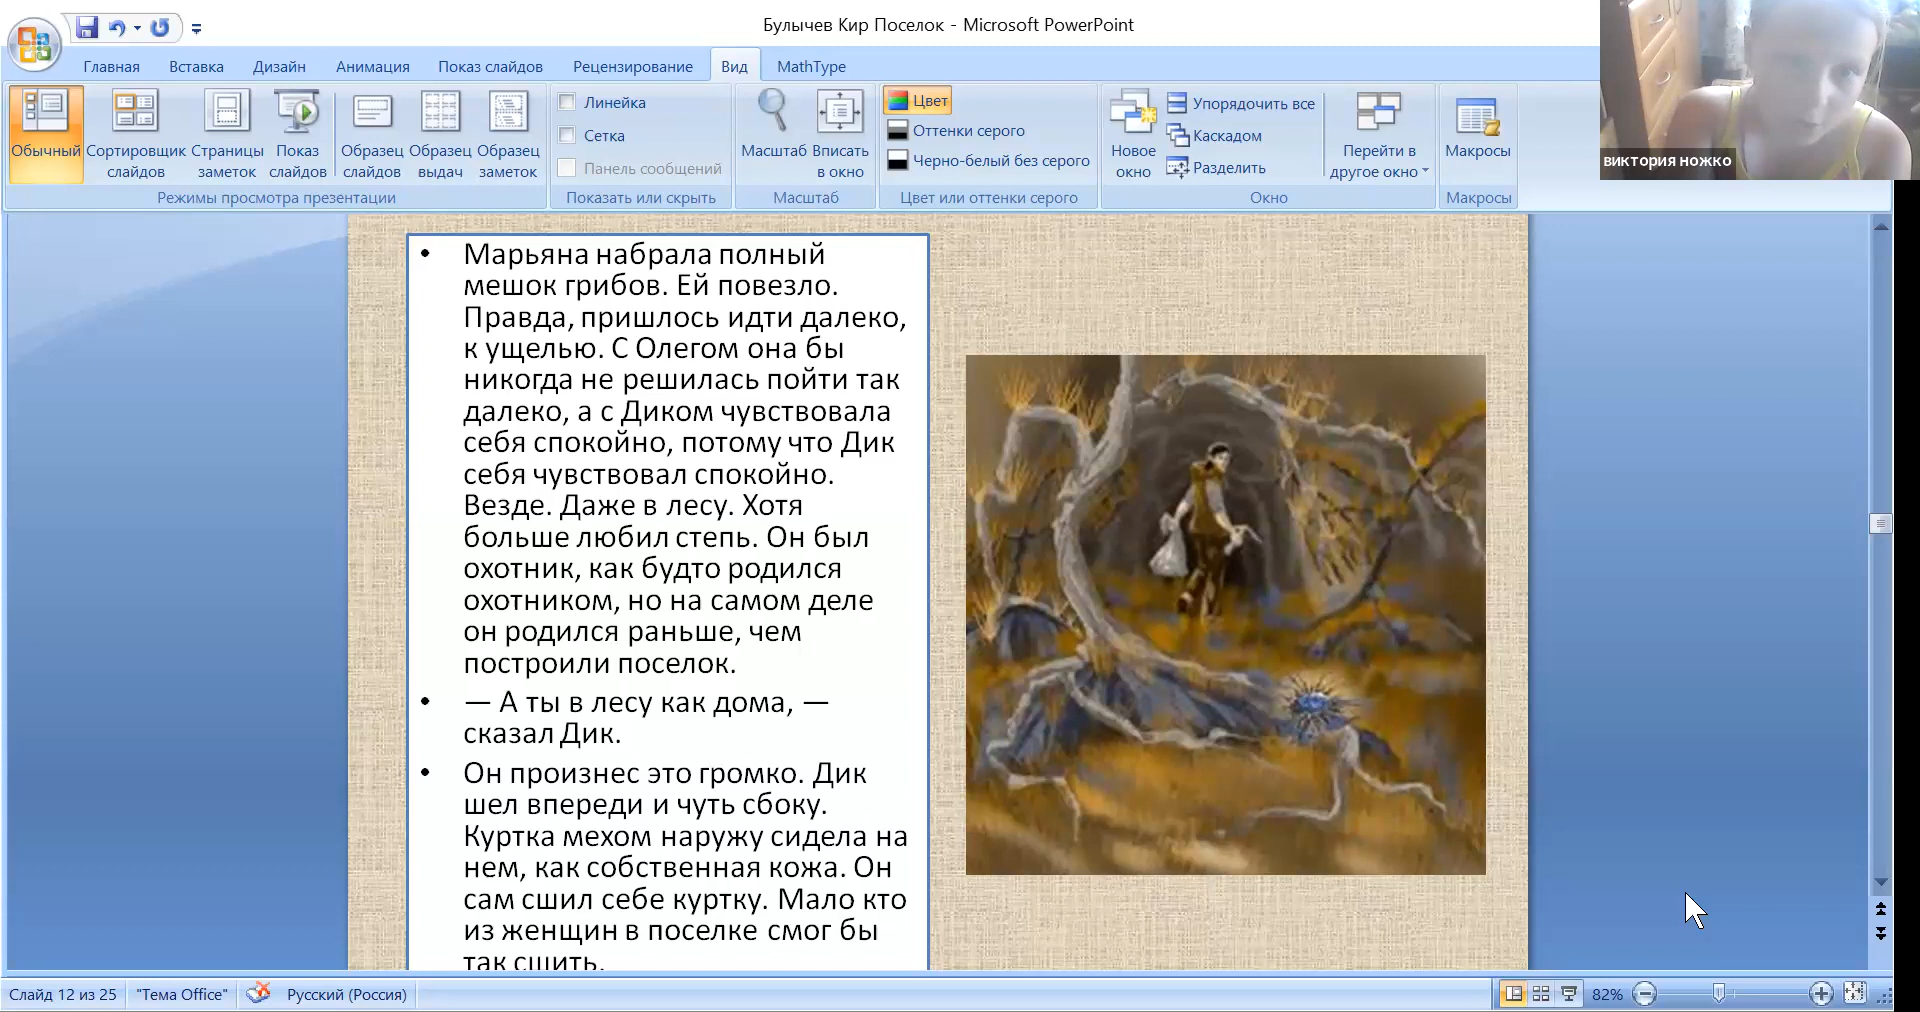 Булычев Кир Поселок - Microsoft PowerPoint
Главная Вставка Дизайн Анимация Показ слайдов Рецензирование Вид MathType
Обычный
Сортировщик слайдов
Страницы заметок
Показ слайдов
Образец слайдов
Образец выдач
Образец заметок
Режимы просмотра презентации
Линейка
Сетка
Панель сообщений
Показать или скрыть
Масштаб
Вписать в окно
Масштаб
Цвет
Оттенки серого
Черно-белый без серого
Цвет или оттенки серого
Новое окно
Упорядочить все
Каскадом
Разделить
Перейти в другое окно
Окно
Макросы
Макросы
виктория ножко
• Марьяна набрала полный
мешок грибов. Ей повезло.
Правда, пришлось идти далеко,
к ущелью. С Олегом она бы
никогда не решилась пойти так
далеко, а с Диком чувствовала
себя спокойно, потому что Дик
себя чувствовал спокойно.
Везде. Даже в лесу. Хотя
больше любил степь. Он был
охотник, как будто родился
охотником, но на самом деле
он родился раньше, чем
построили поселок.
• — А ты в лесу как дома, —
сказал Дик.
• Он произнес это громко. Дик
шел впереди и чуть сбоку.
Куртка мехом наружу сидела на
нем, как собственная кожа. Он
сам сшил себе куртку. Мало кто
из женщин в поселке смог бы
так сшить.
Слайд 12 из 25 "Тема Office" Русский (Россия) 82%